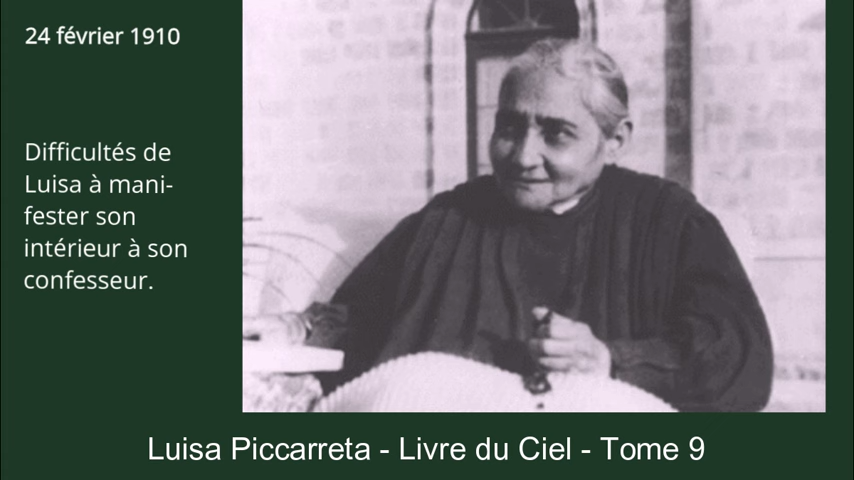 24 février 1910
Difficultés de
Luisa à mani-
fester son
intérieur à son
confesseur.
Luisa Piccarreta - Livre du Ciel - Tome 9